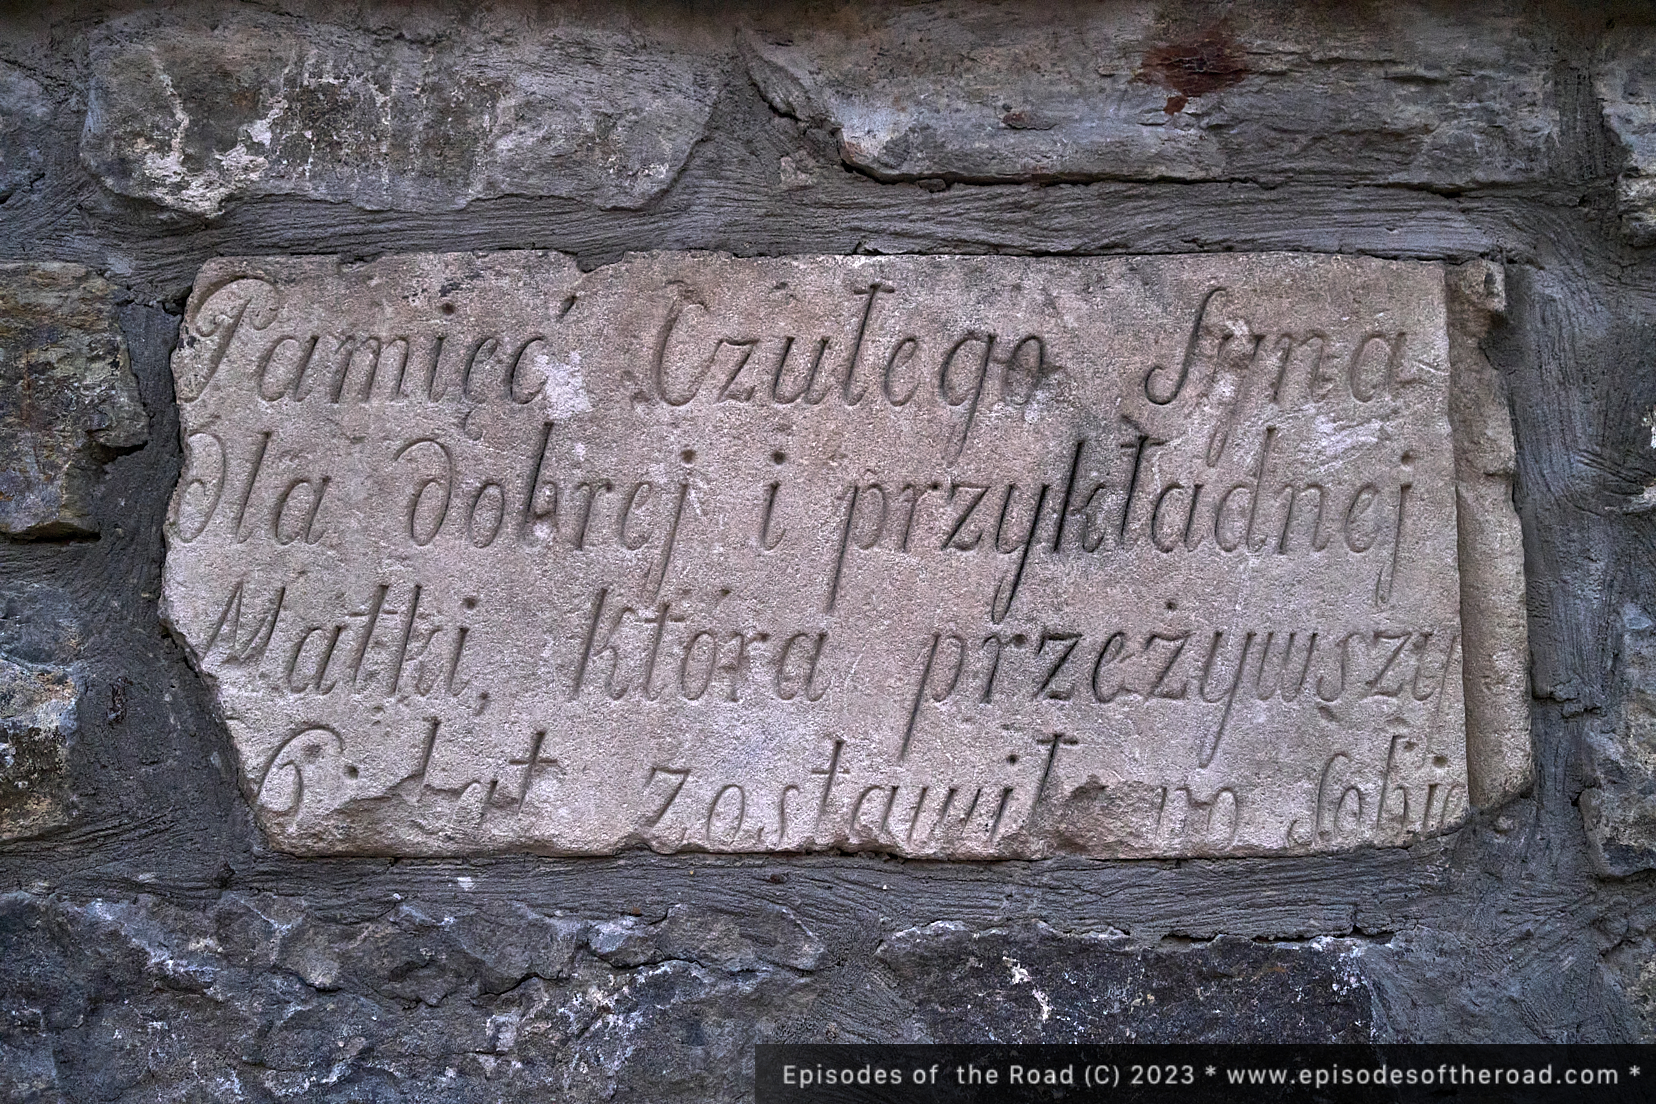 Pamięć Czułego Syna
dla dobrej i przykładnej
Matki, która przeżywszy
6. lat zostawił w Sobie
Episodes of the Road (C) 2023 * www.episodesoftheroad.com *